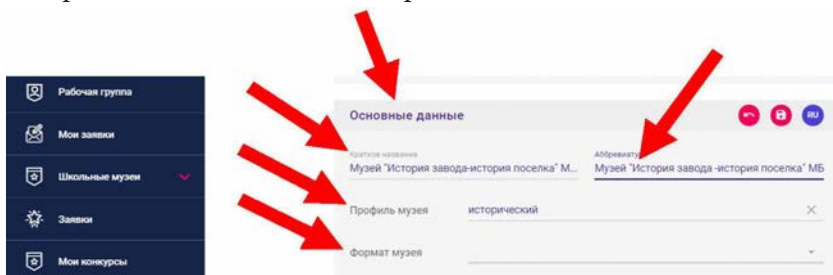 Рабочая группа
Мои заявки
Школьные музеи
Заявки
Мои конкурсы
Основные данные
RU
Краткое название
Музей "История завода-история поселка" М...
Аббревиатур
Музей "История завода -история поселка" МБ
Профиль музея исторический
Формат музея